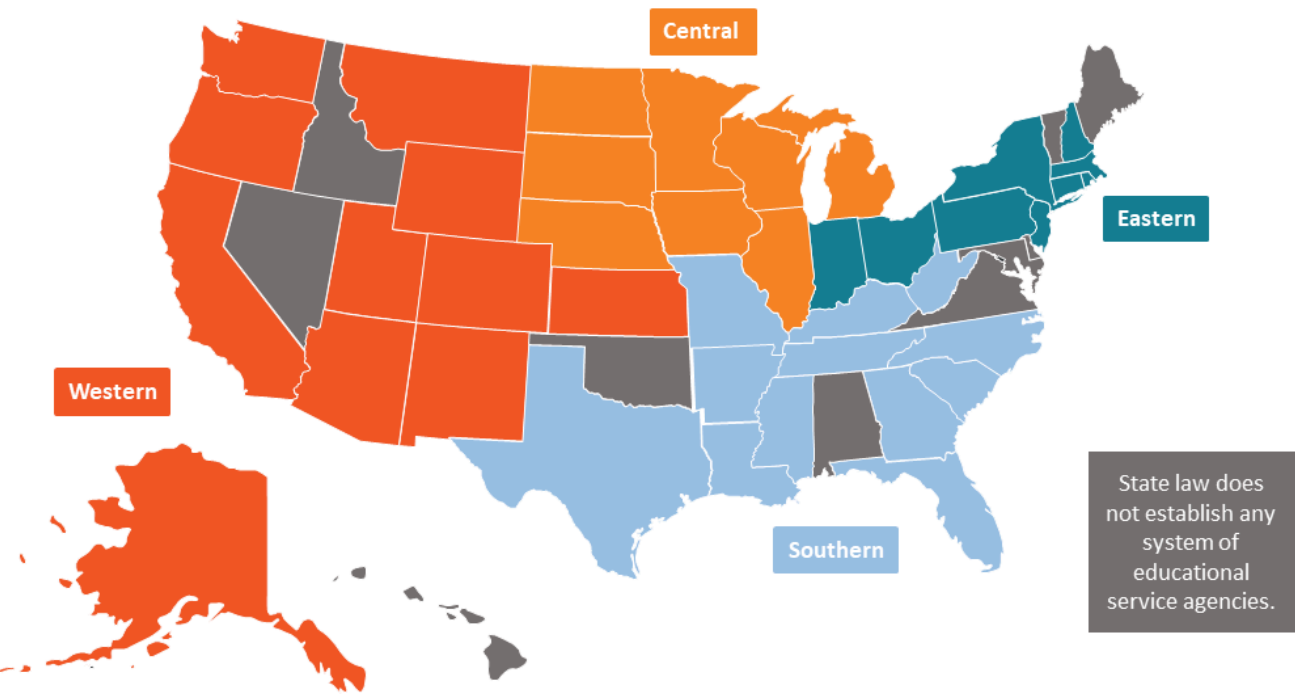 Central
Eastern
Western
Southern
State law does
not establish any
system of
educational
service agencies.